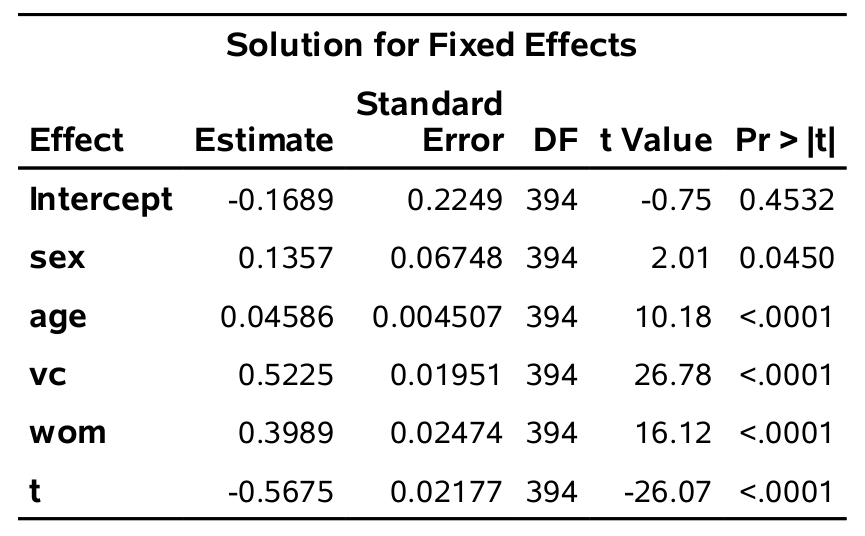 Solution for Fixed Effects
Effect Estimate Standard Error DF t Value Pr > |t|
Intercept -0.1689 0.2249 394 -0.75 0.4532
sex 0.1357 0.06748 394 2.01 0.0450
age 0.04586 0.004507 394 10.18 <.0001
vc 0.5225 0.01951 394 26.78 <.0001
wom 0.3989 0.02474 394 16.12 <.0001
t -0.5675 0.02177 394 -26.07 <.0001